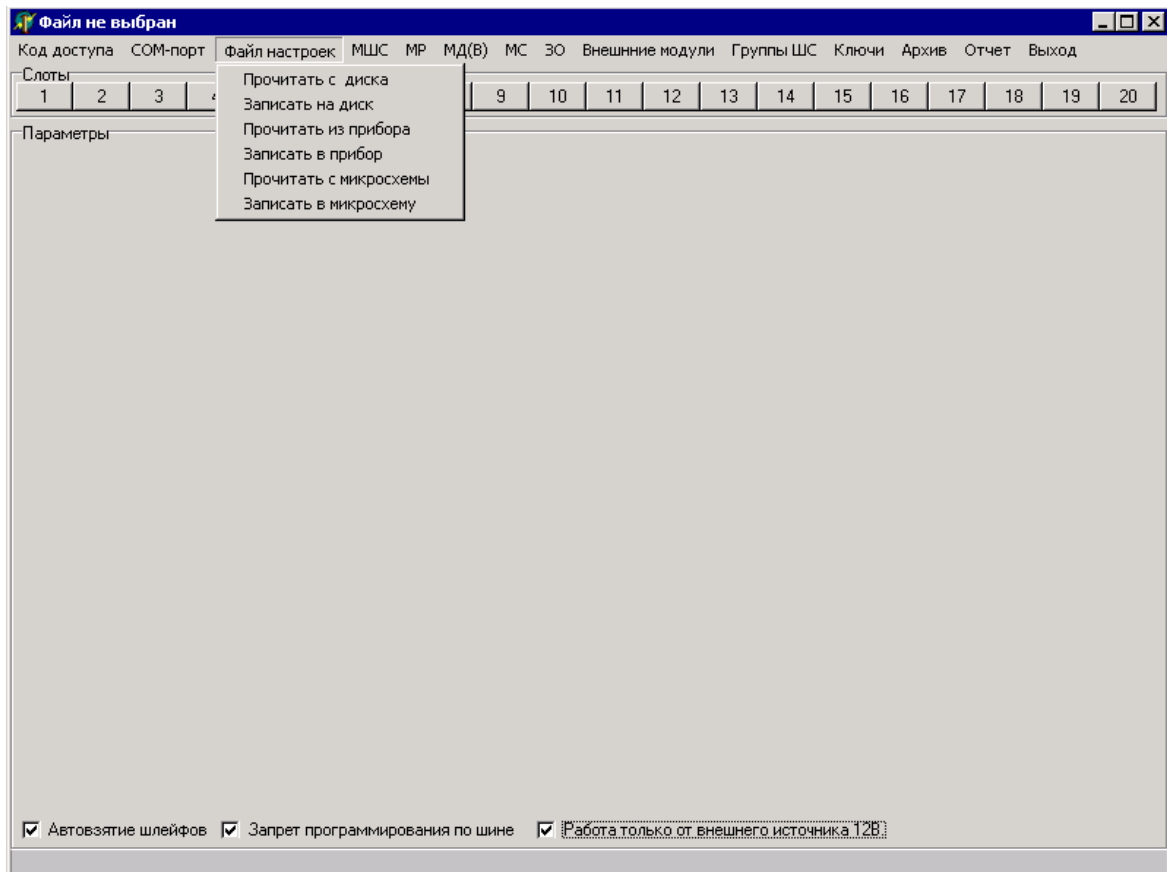 Файл не выбран
Код доступа COM-порт Файл настроек МШС МР МД(В) МС ЗО Внешнние модули Группы ШС Ключи Архив Отчет Выход
Слоты
1 2 3 9 10 11 12 13 14 15 16 17 18 19 20
Параметры
Прочитать с диска
Записать на диск
Прочитать из прибора
Записать в прибор
Прочитать с микросхемы
Записать в микросхему
Автовзятие шлейфов Запрет программирования по шине Работа только от внешнего источника 12В